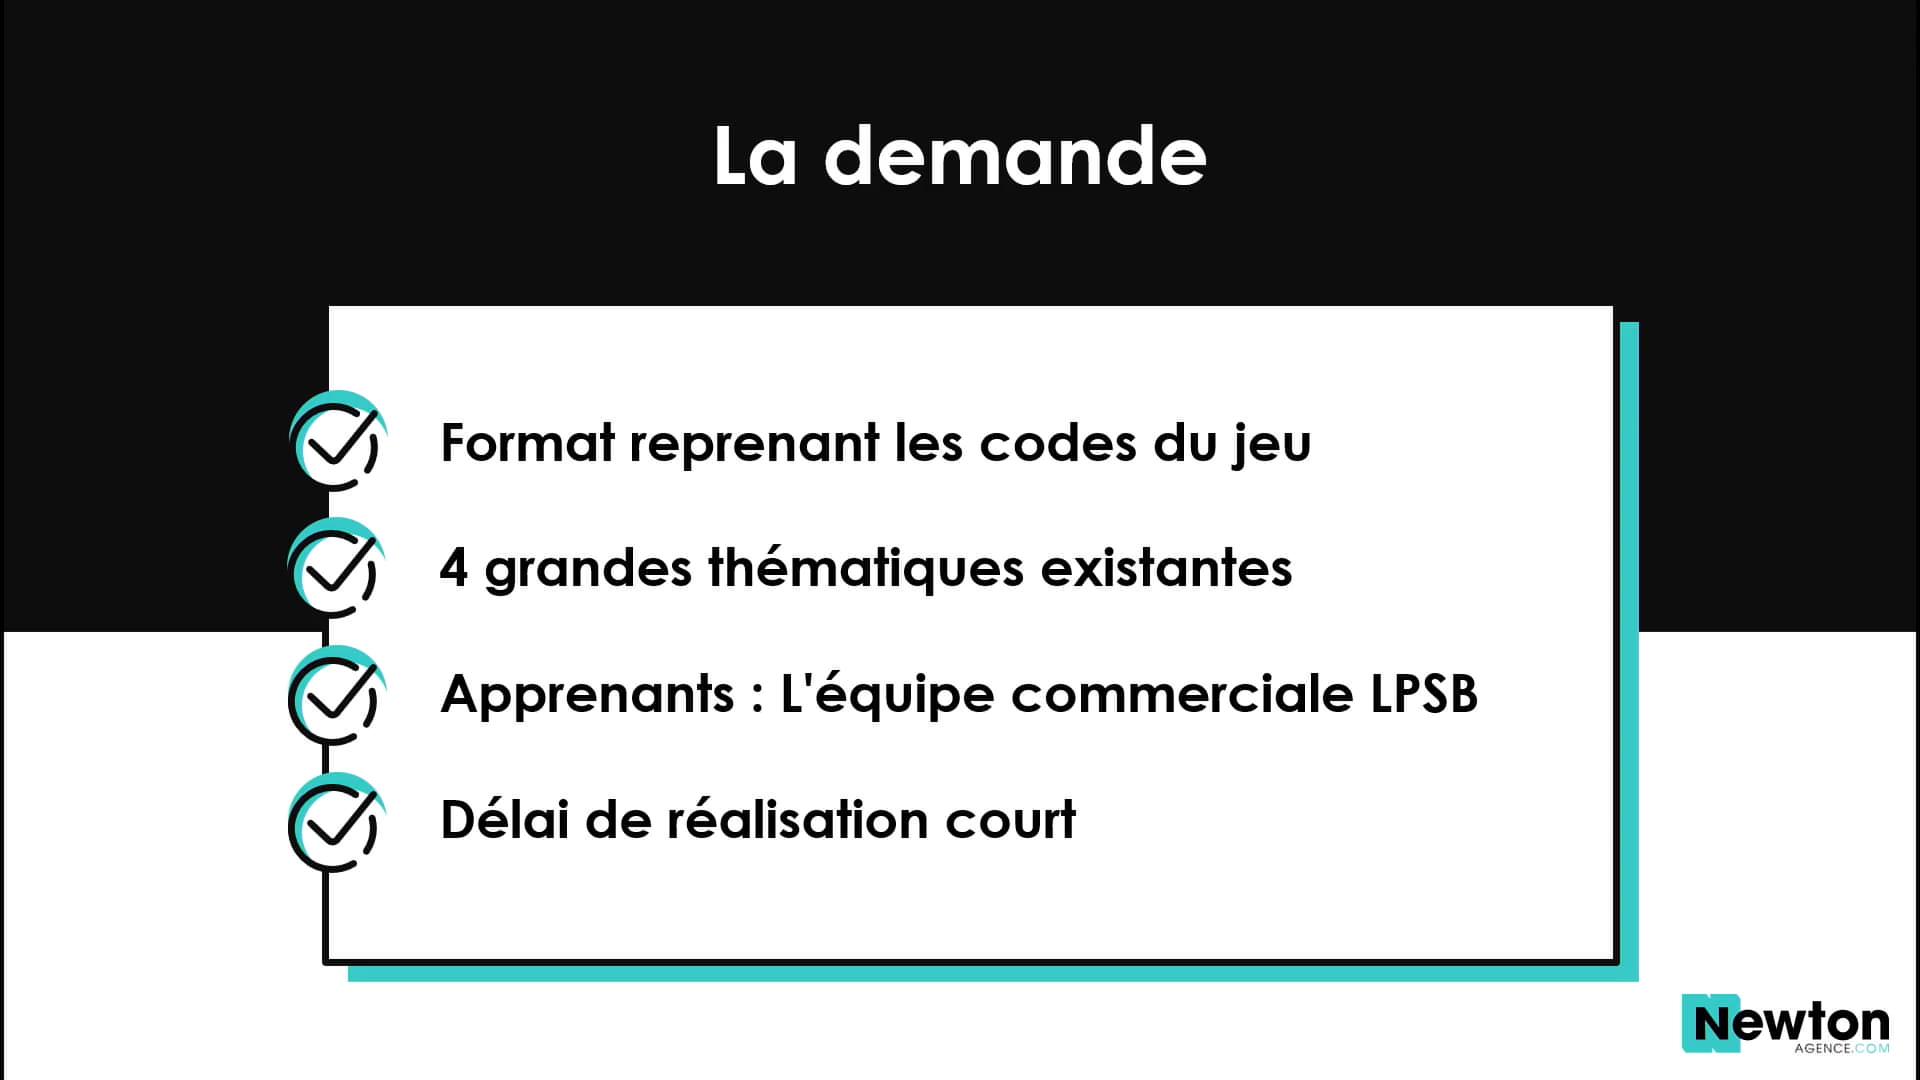 La demande
Format reprenant les codes du jeu
4 grandes thématiques existantes
Apprenants : L'équipe commerciale LPSB
Délai de réalisation court
Newton
AGENCE.COM